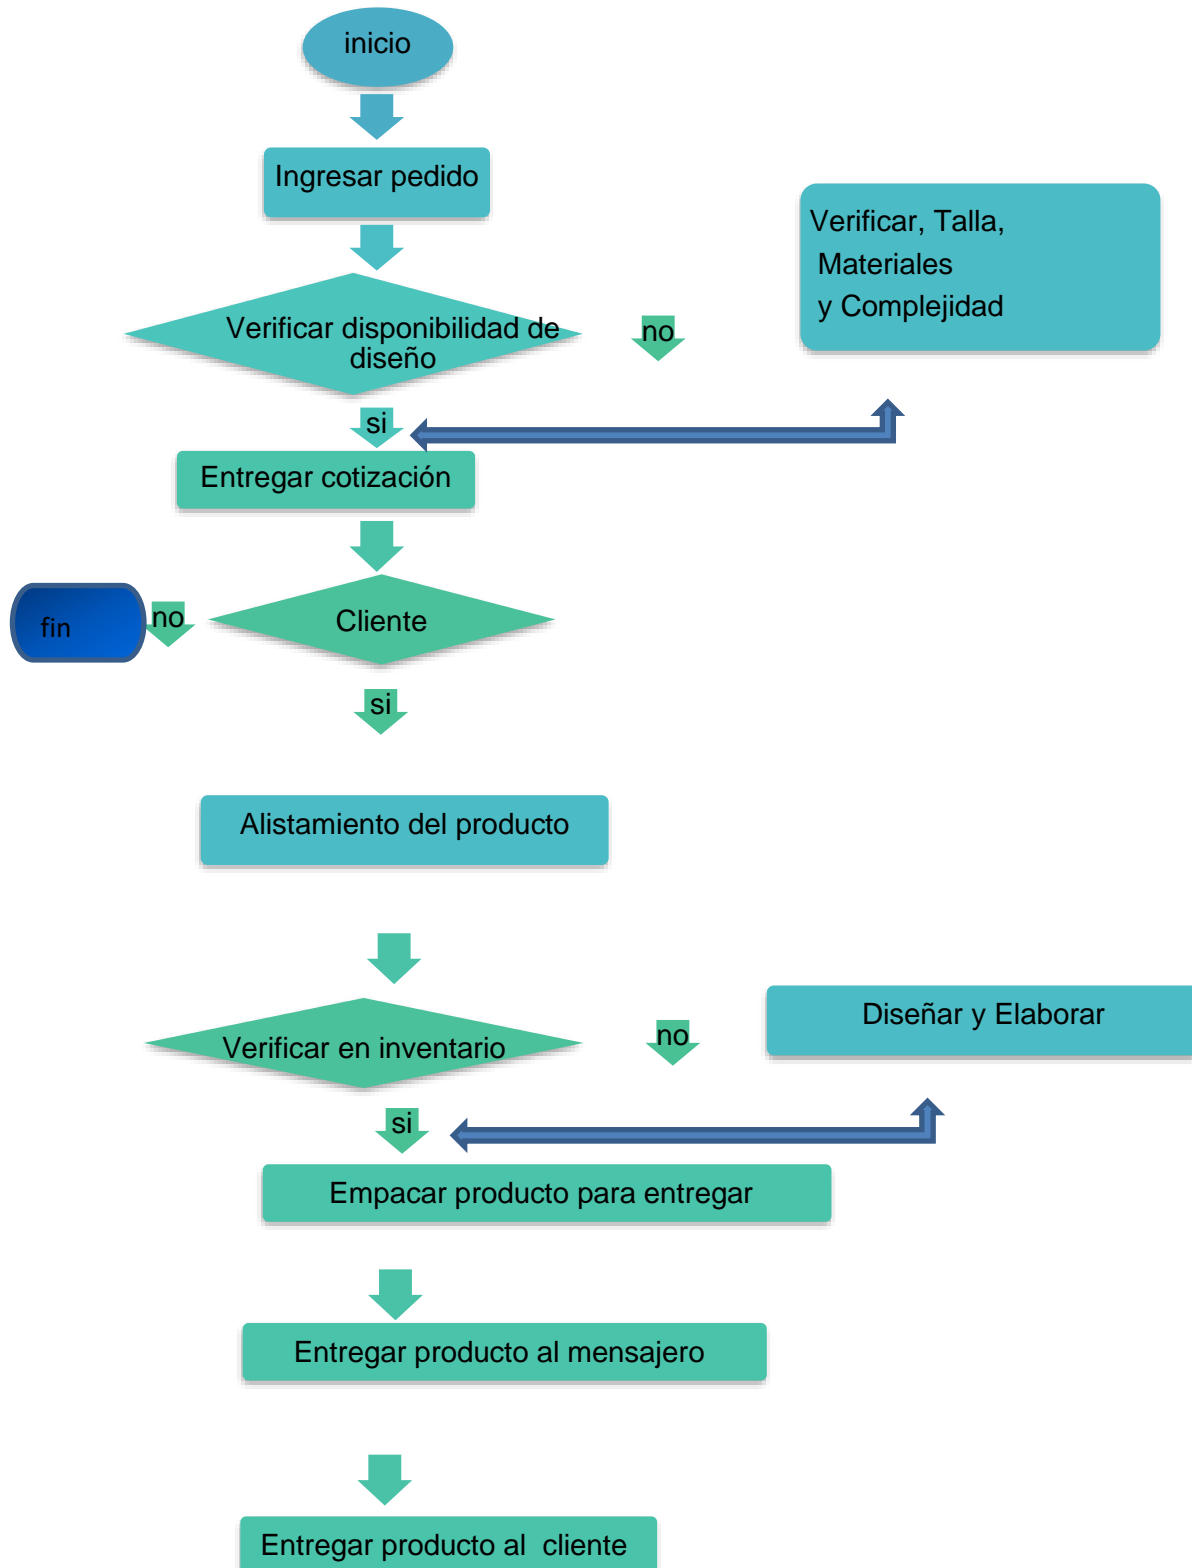 inicio
Ingresar pedido
Verificar, Talla,
Materiales
y Complejidad
Verificar disponibilidad de
diseño
no
si
Entregar cotización
fin
no
Cliente
si
Alistamiento del producto
Verificar en inventario
no
Diseñar y Elaborar
si
Empacar producto para entregar
Entregar producto al mensajero
Entregar producto al cliente